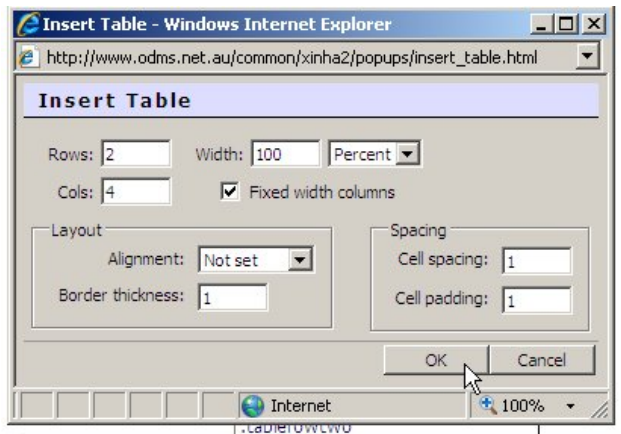 Insert Table - Windows Internet Explorer
http://www.odms.net.au/common/xinha2/popups/insert_table.html
Insert Table
Rows: 2 Width: 100 Percent
Cols: 4 Fixed width columns
Layout Spacing
Alignment: Not set Cell spacing: 1
Border thickness: 1 Cell padding: 1
OK Cancel
Internet 100%
.tablerowtwo